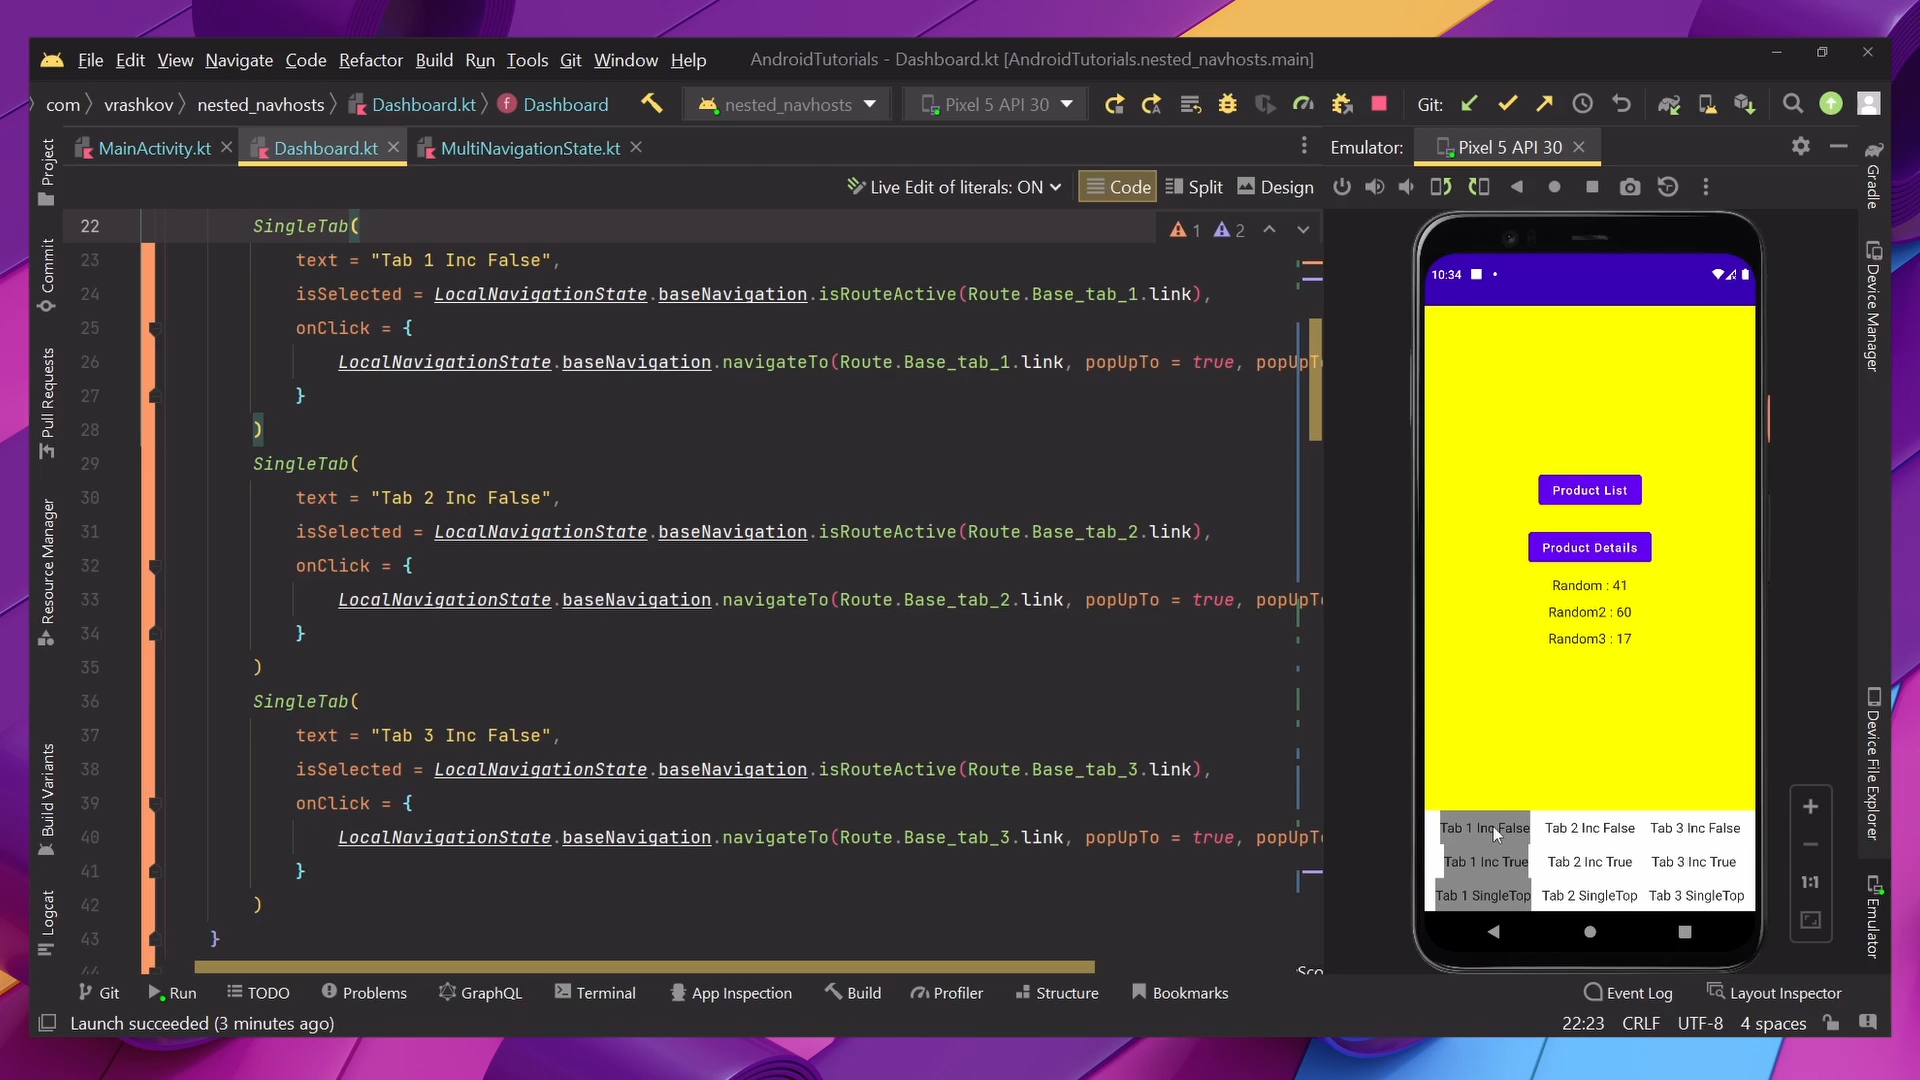 File Edit View Navigate Code Refactor Build Run Tools Git Window Help AndroidTutorials - Dashboard.kt [AndroidTutorials.nested_navhosts.main]
com vrashkov nested_navhosts Dashboard.kt Dashboard nested_navhosts Pixel 5 API 30 Git:
MainActivity.kt Dashboard.kt MultiNavigationState.kt Emulator: Pixel 5 API 30
Live Edit of literals: ON Code Split Design
1 2
22 SingleTab(
23 text = "Tab 1 Inc False",
24 isSelected = LocalNavigationState.baseNavigation.isRouteActive(Route.Base_tab_1.link),
25 onClick = {
26 LocalNavigationState.baseNavigation.navigateTo(Route.Base_tab_1.link, popUpTo = true, popUpT
27 }
28 )
29 SingleTab(
30 text = "Tab 2 Inc False",
31 isSelected = LocalNavigationState.baseNavigation.isRouteActive(Route.Base_tab_2.link),
32 onClick = {
33 LocalNavigationState.baseNavigation.navigateTo(Route.Base_tab_2.link, popUpTo = true, popUpT
34 }
35 )
36 SingleTab(
37 text = "Tab 3 Inc False",
38 isSelected = LocalNavigationState.baseNavigation.isRouteActive(Route.Base_tab_3.link),
39 onClick = {
40 LocalNavigationState.baseNavigation.navigateTo(Route.Base_tab_3.link, popUpTo = true, popUpT
41 }
42 )
43 }
44
Project
Commit
Pull Requests
Resource Manager
Build Variants
Logcat
10:34
Product List
Product Details
Random : 41
Random2 : 60
Random3 : 17
Tab 1 Inc False Tab 2 Inc False Tab 3 Inc False
Tab 1 Inc True Tab 2 Inc True Tab 3 Inc True
Tab 1 SingleTop Tab 2 SingleTop Tab 3 SingleTop
1:1
Gradle
Device Manager
Device File Explorer
Emulator
Git Run TODO Problems GraphQL Terminal App Inspection Build Profiler Structure Bookmarks Event Log Layout Inspector
Launch succeeded (3 minutes ago) 22:23 CRLF UTF-8 4 spaces